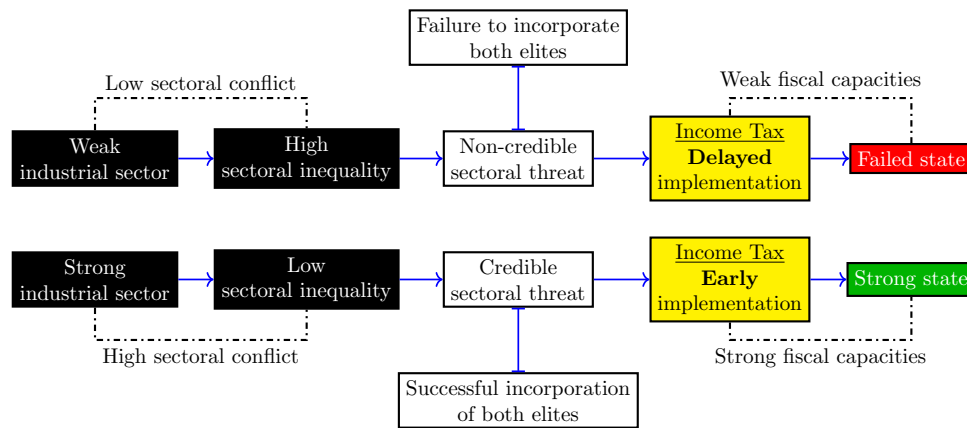 Failure to incorporate
both elites
Low sectoral conflict
Weak fiscal capacities
Weak
industrial sector
High
sectoral inequality
Non-credible
sectoral threat
Income Tax
Delayed
implementation
Failed state
Strong
industrial sector
Low
sectoral inequality
Credible
sectoral threat
Income Tax
Early
implementation
Strong state
High sectoral conflict
Strong fiscal capacities
Successful incorporation
of both elites